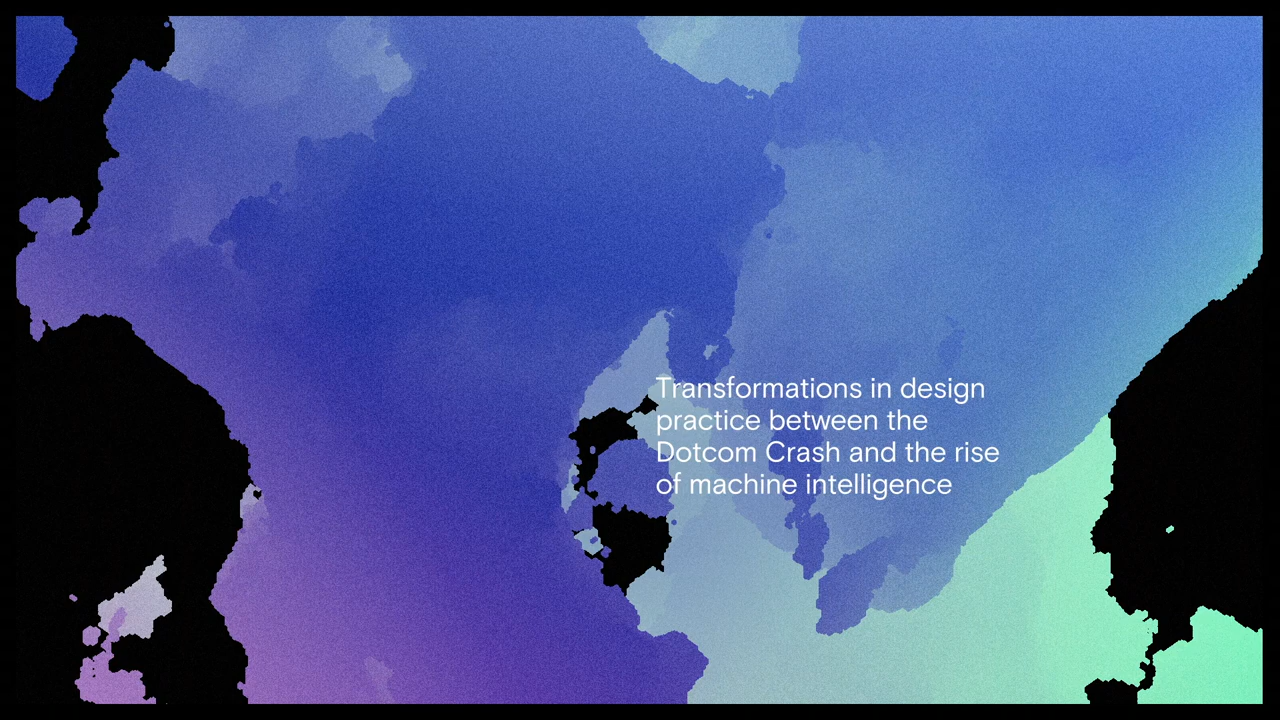 Transformations in design
practice between the
Dotcom Crash and the rise
of machine intelligence